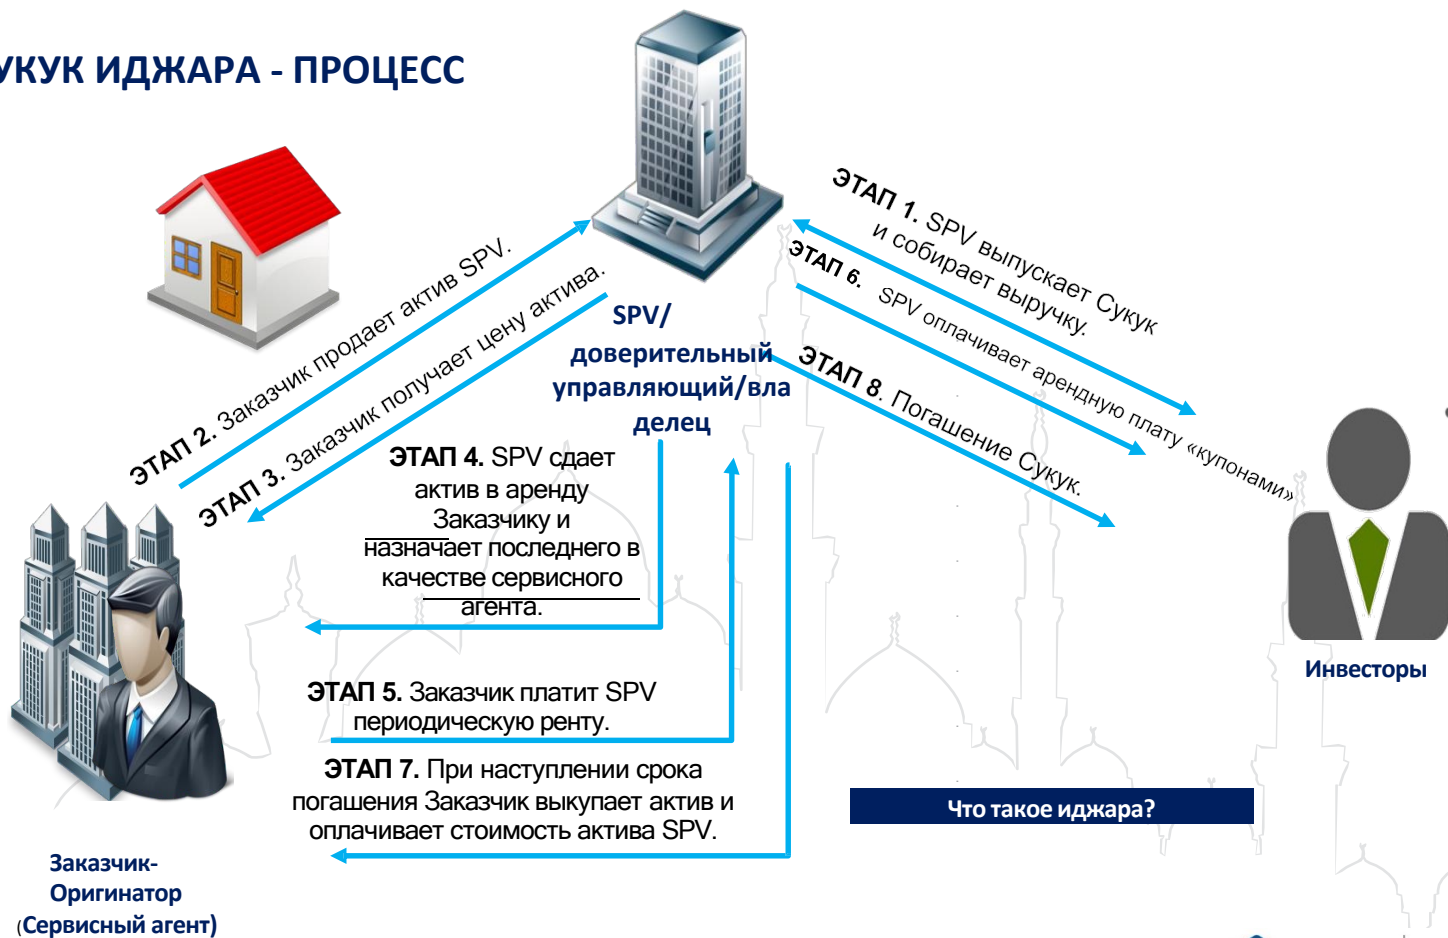 УКУК ИДЖАРА - ПРОЦЕСС
ЭТАП 1. SPV выпускает Сукук
и собирает выручку.
ЭТАП 6. SPV оплачивает арендную плату «купонами»
ЭТАП 8. Погашение Сукук.
ЭТАП 2. Заказчик продает актив SPV.
ЭТАП 3. Заказчик получает цену актива.
SPV/
доверительный
управляющий/вла
делец
ЭТАП 4. SPV сдает
актив в аренду
Заказчику и
назначает последнего в
качестве сервисного
агента.
ЭТАП 5. Заказчик платит SPV
периодическую ренту.
ЭТАП 7. При наступлении срока
погашения Заказчик выкупает актив и
оплачивает стоимость актива SPV.
Инвесторы
Что такое иджара?
Заказчик-
Оригинатор
(Сервисный агент)